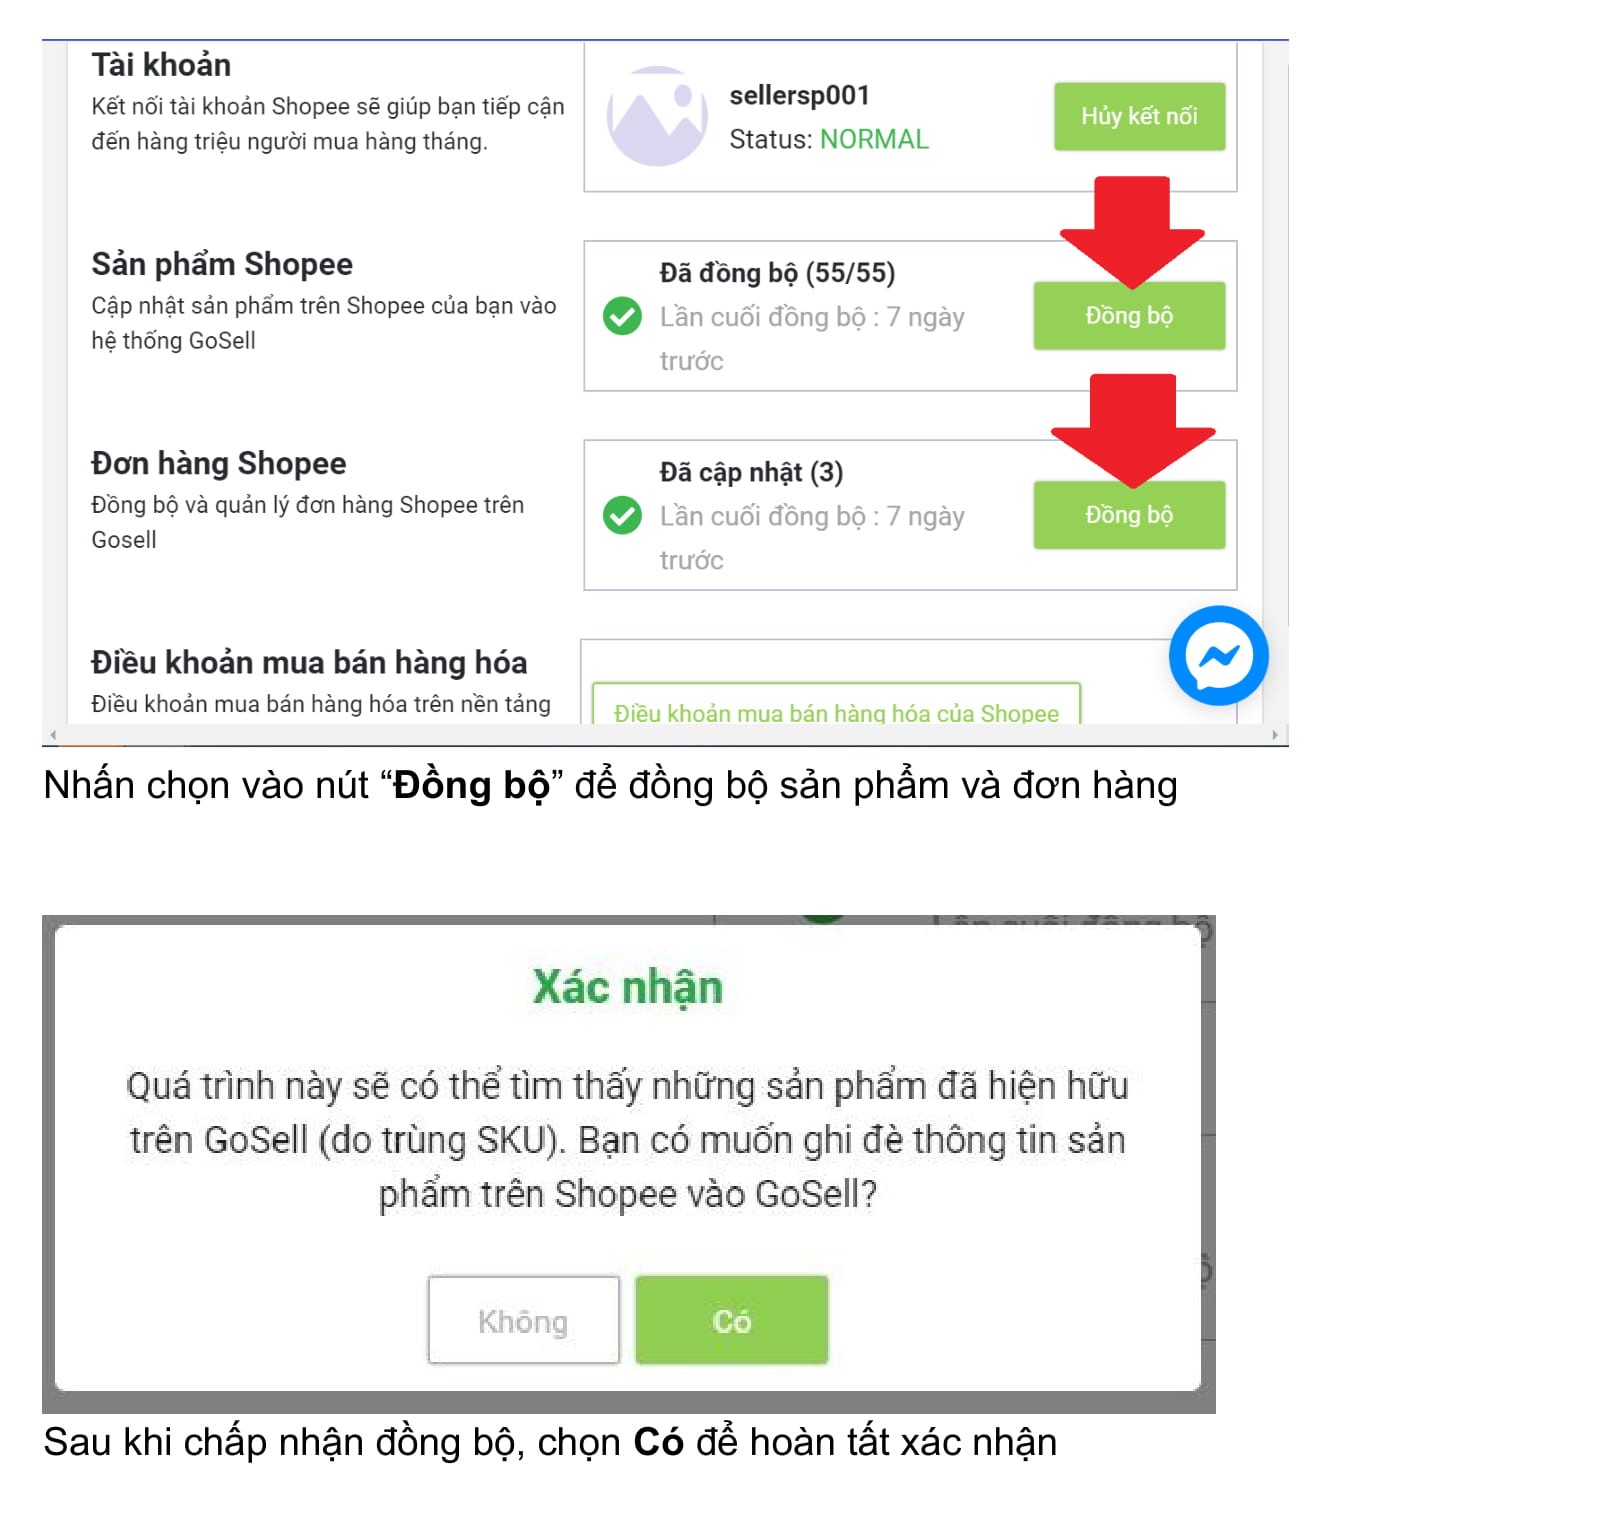 Tài khoản
Kết nối tài khoản Shopee sẽ giúp bạn tiếp cận
đến hàng triệu người mua hàng tháng.
sellersp001
Status: NORMAL
Hủy kết nối
Sản phẩm Shopee
Cập nhật sản phẩm trên Shopee của bạn vào
hệ thống GoSell
Đã đồng bộ (55/55)
Lần cuối đồng bộ : 7 ngày
trước
Đồng bộ
Đơn hàng Shopee
Đồng bộ và quản lý đơn hàng Shopee trên
Gosell
Đã cập nhật (3)
Lần cuối đồng bộ : 7 ngày
trước
Đồng bộ
Điều khoản mua bán hàng hóa
Điều khoản mua bán hàng hóa trên nền tảng
Điều khoản mua bán hàng hóa của Shopee
Nhấn chọn vào nút “Đồng bộ” để đồng bộ sản phẩm và đơn hàng
Lần cuối đồng bộ
Xác nhận
Quá trình này sẽ có thể tìm thấy những sản phẩm đã hiện hữu
trên GoSell (do trùng SKU). Bạn có muốn ghi đè thông tin sản
phẩm trên Shopee vào GoSell?
Không
Có
Sau khi chấp nhận đồng bộ, chọn Có để hoàn tất xác nhận